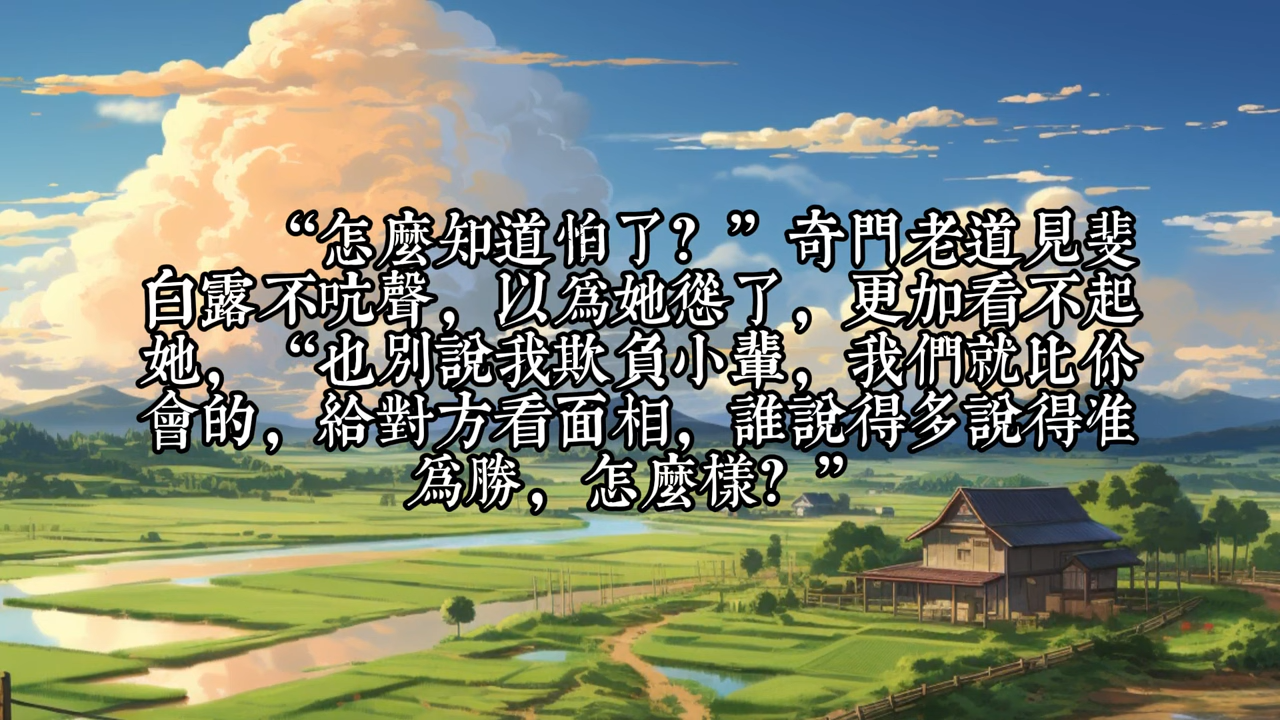 “怎麼知道怕了？”奇門老道見斐
白露不吭聲，以爲她慫了，更加看不起
她，“也別說我欺負小輩，我們就比你
會的，給對方看面相，誰說得多說得准
爲勝，怎麼樣？”